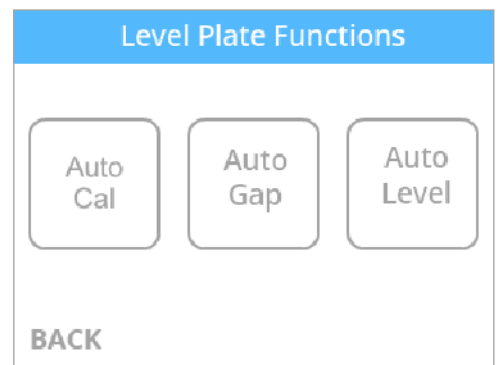 Level Plate Functions
Auto
Cal
Auto
Gap
Auto
Level
BACK